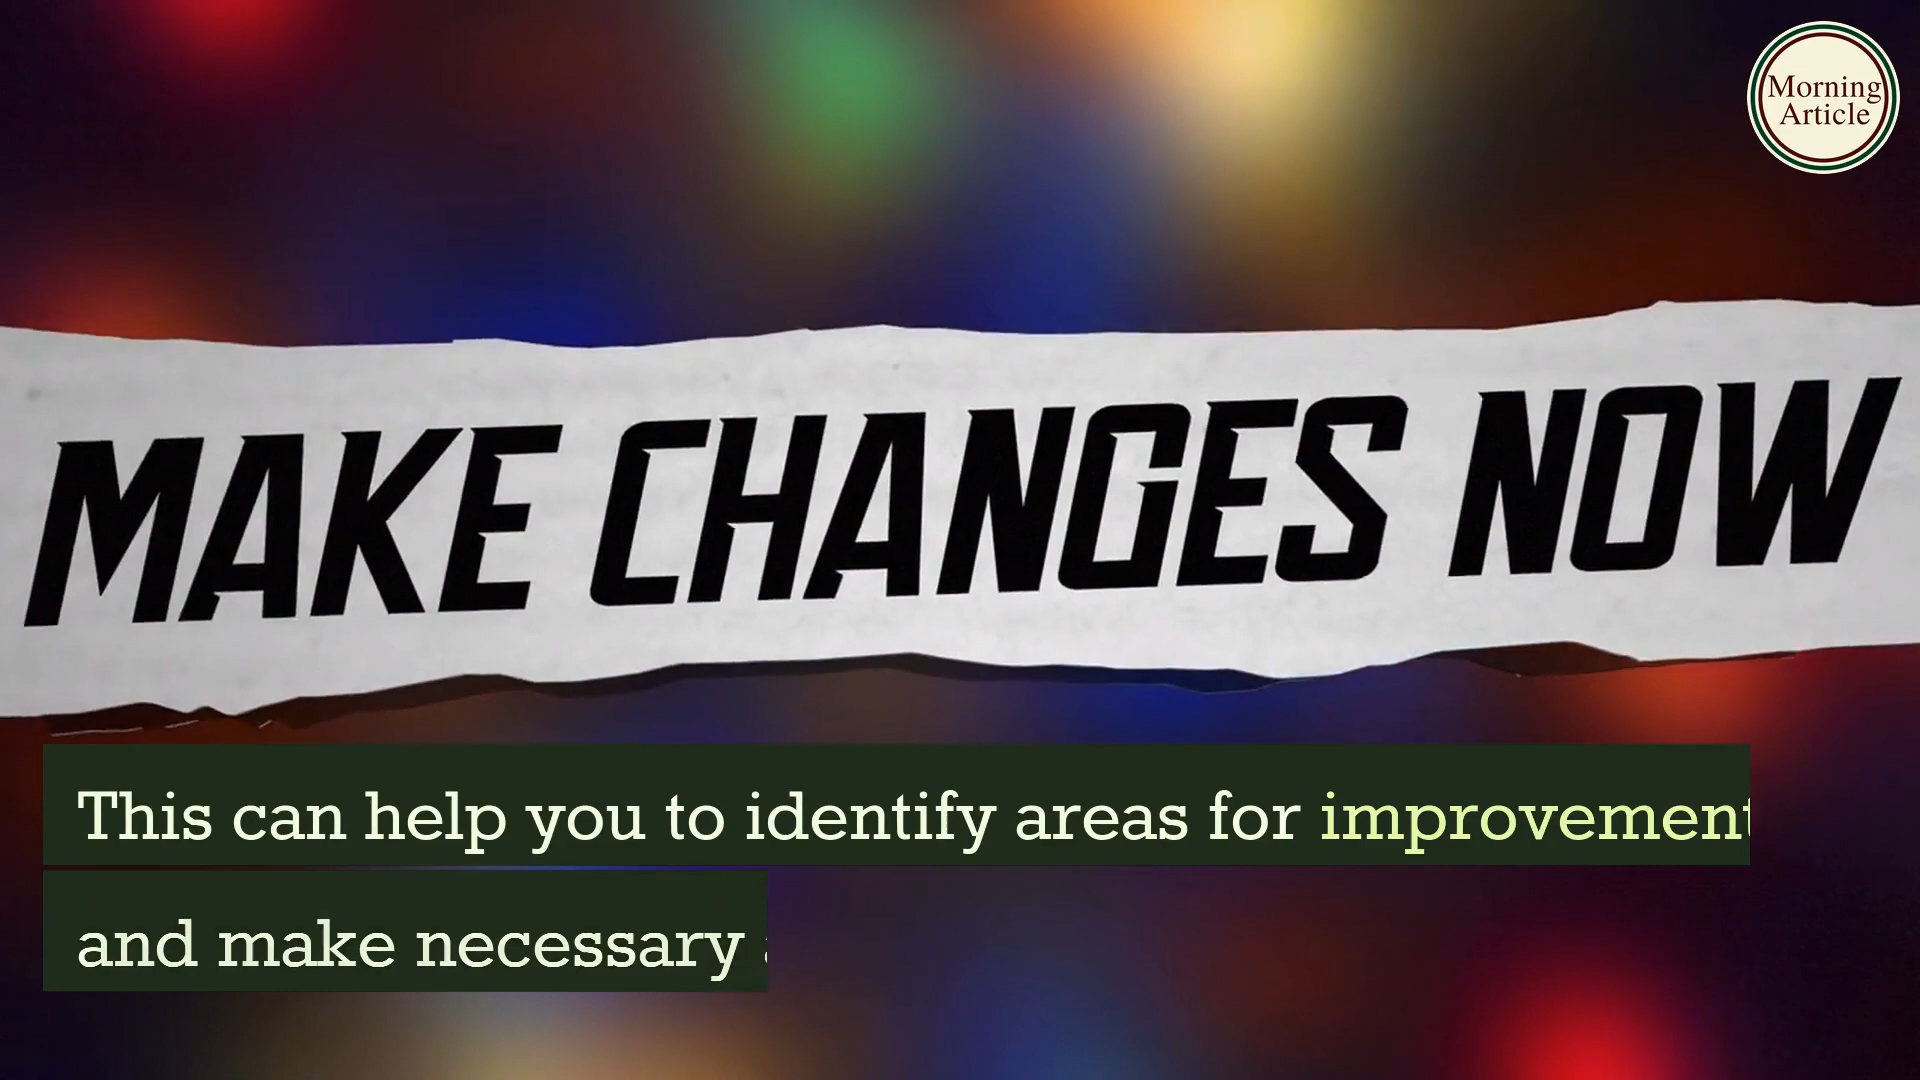 Morning
Article
MAKE CHANGES NOW
This can help you to identify areas for improvement
and make necessary